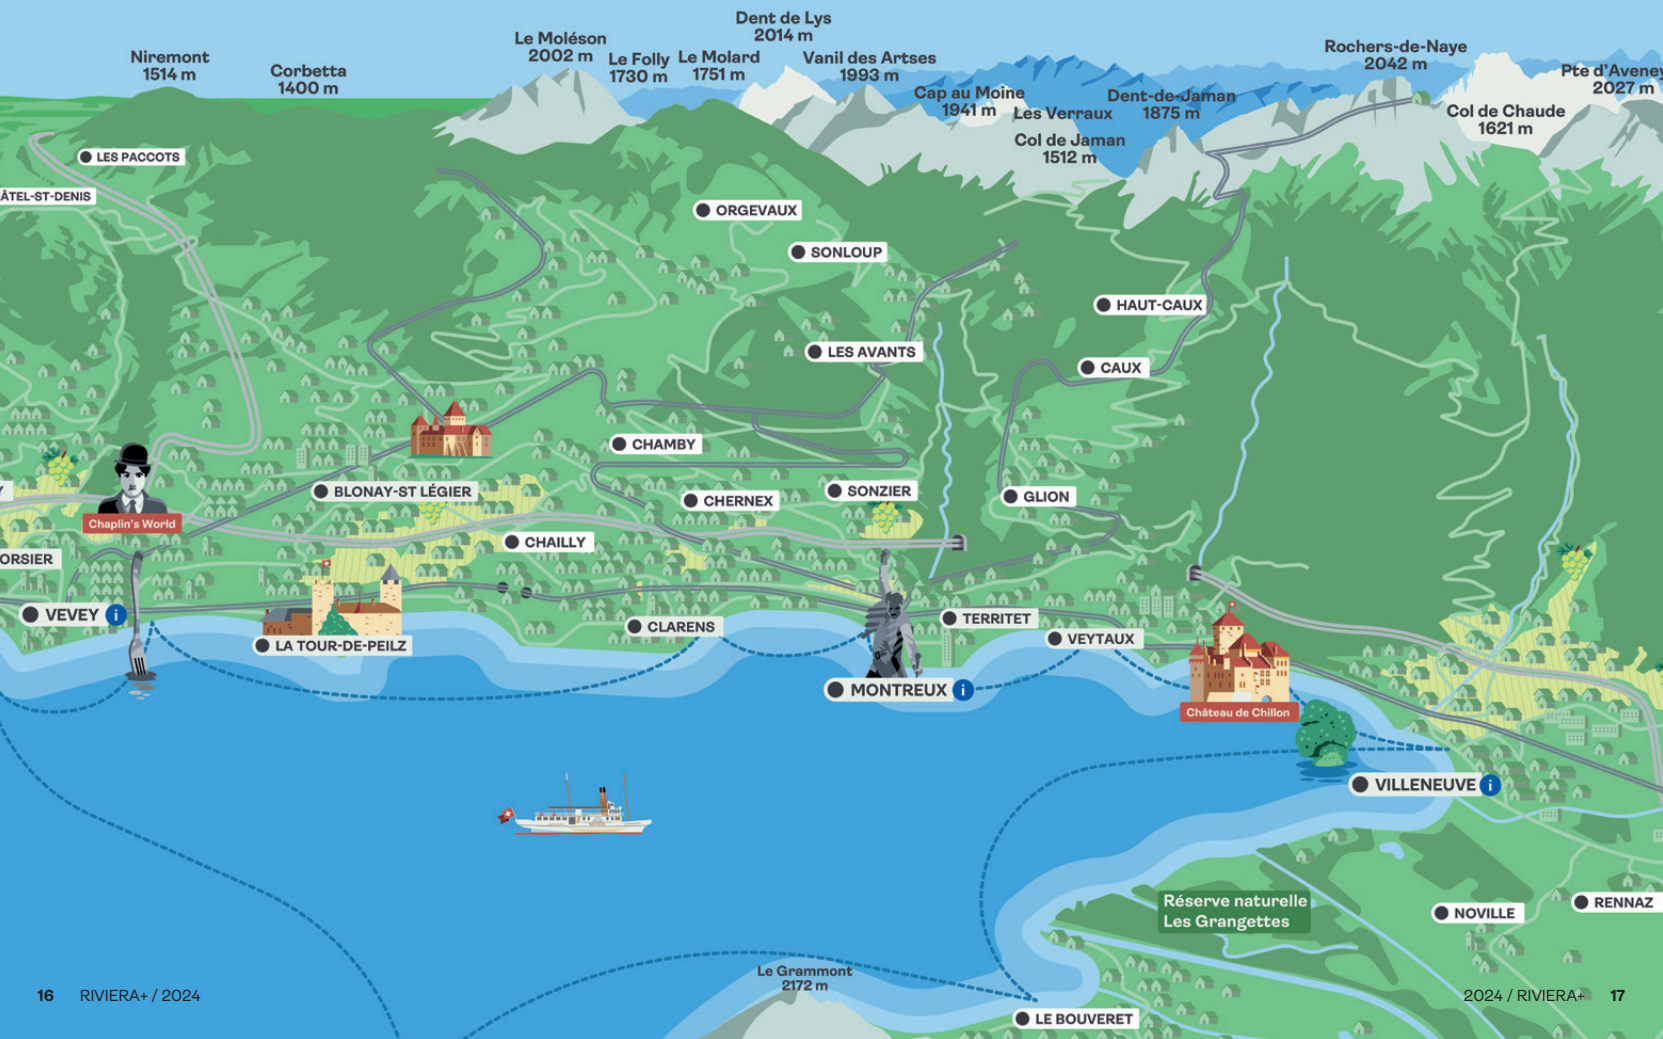 Niremont
1514 m
Corbetta
1400 m
Le Moléson
2002 m
Le Folly
1730 m
Le Molard
1751 m
Dent de Lys
2014 m
Vanil des Artses
1993 m
Cap au Moine
1941 m
Les Verraux
Col de Jaman
1512 m
Dent-de-Jaman
1875 m
Rochers-de-Naye
2042 m
Col de Chaude
1621 m
Pte d'Aveney
2027 m
LES PACCOTS
ÂTEL-ST-DENIS
ORGEVAUX
SONLOUP
HAUT-CAUX
LES AVANTS
CAUX
CHAMBY
Y
BLONAY-ST LÉGIER
CHERNEX
SONZIER
GLION
Chaplin's World
CHAILLY
ORSIER
VEVEY i
LA TOUR-DE-PEILZ
CLARENS
TERRITET
VEYTAUX
MONTREUX i
Château de Chillon
VILLENEUVE i
Réserve naturelle
Les Grangettes
NOVILLE
RENNAZ
Le Grammont
2172 m
LE BOUVERET
16 RIVIERA+ / 2024
2024 / RIVIERA+ 17